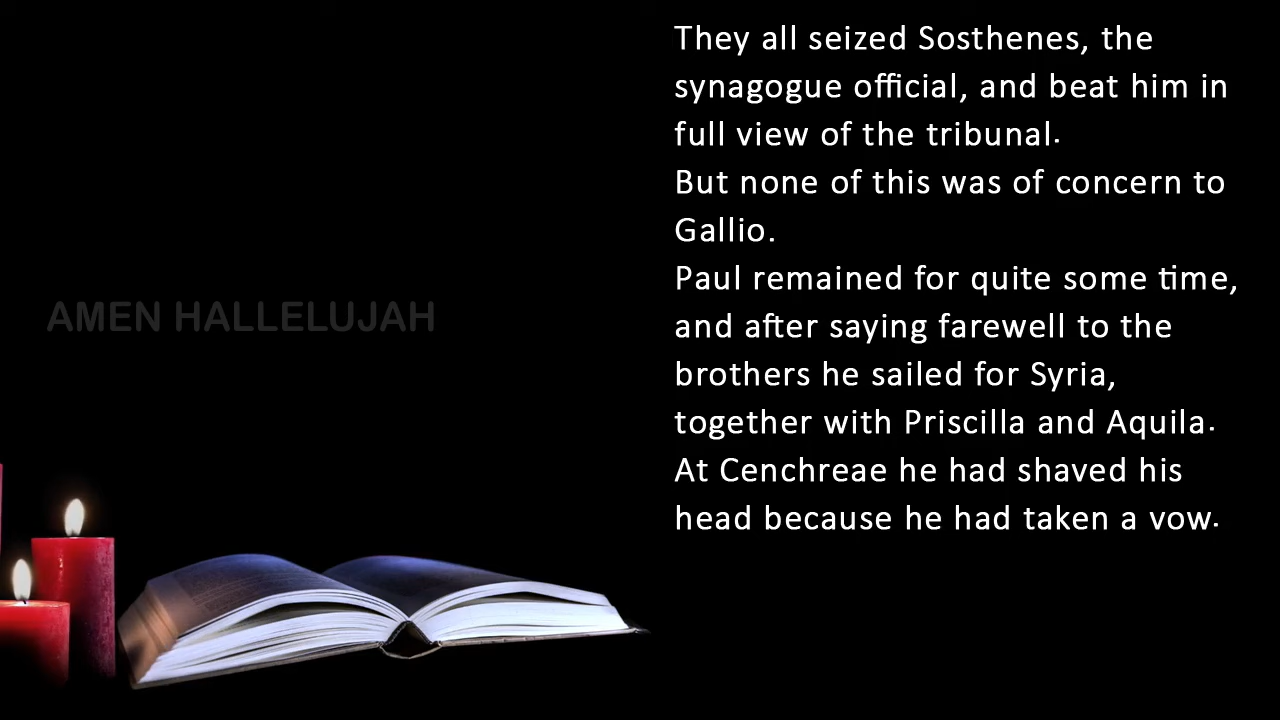 They all seized Sosthenes, the
synagogue official, and beat him in
full view of the tribunal.
But none of this was of concern to
Gallio.
Paul remained for quite some time,
and after saying farewell to the
brothers he sailed for Syria,
together with Priscilla and Aquila.
At Cenchreae he had shaved his
head because he had taken a vow.
AMEN HALLELUJAH